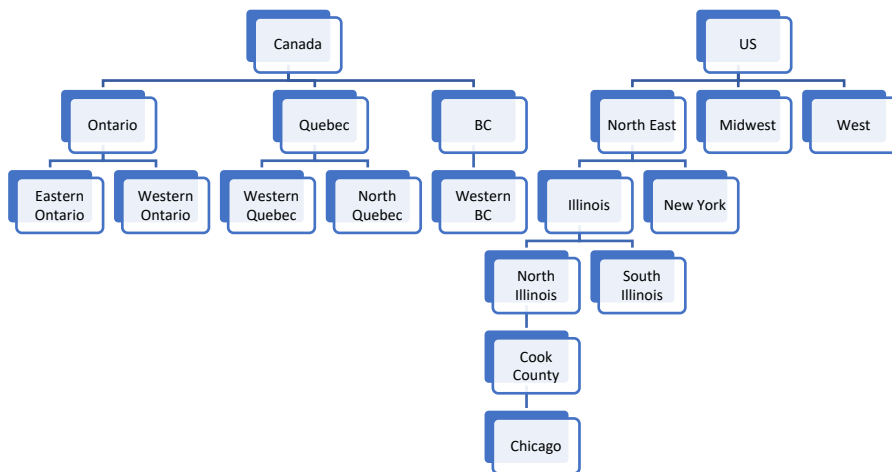 Canada
US
Ontario
Quebec
BC
North East
Midwest
West
Eastern
Ontario
Western
Ontario
Western
Quebec
North
Quebec
Western
BC
Illinois
New York
North
Illinois
South
Illinois
Cook
County
Chicago